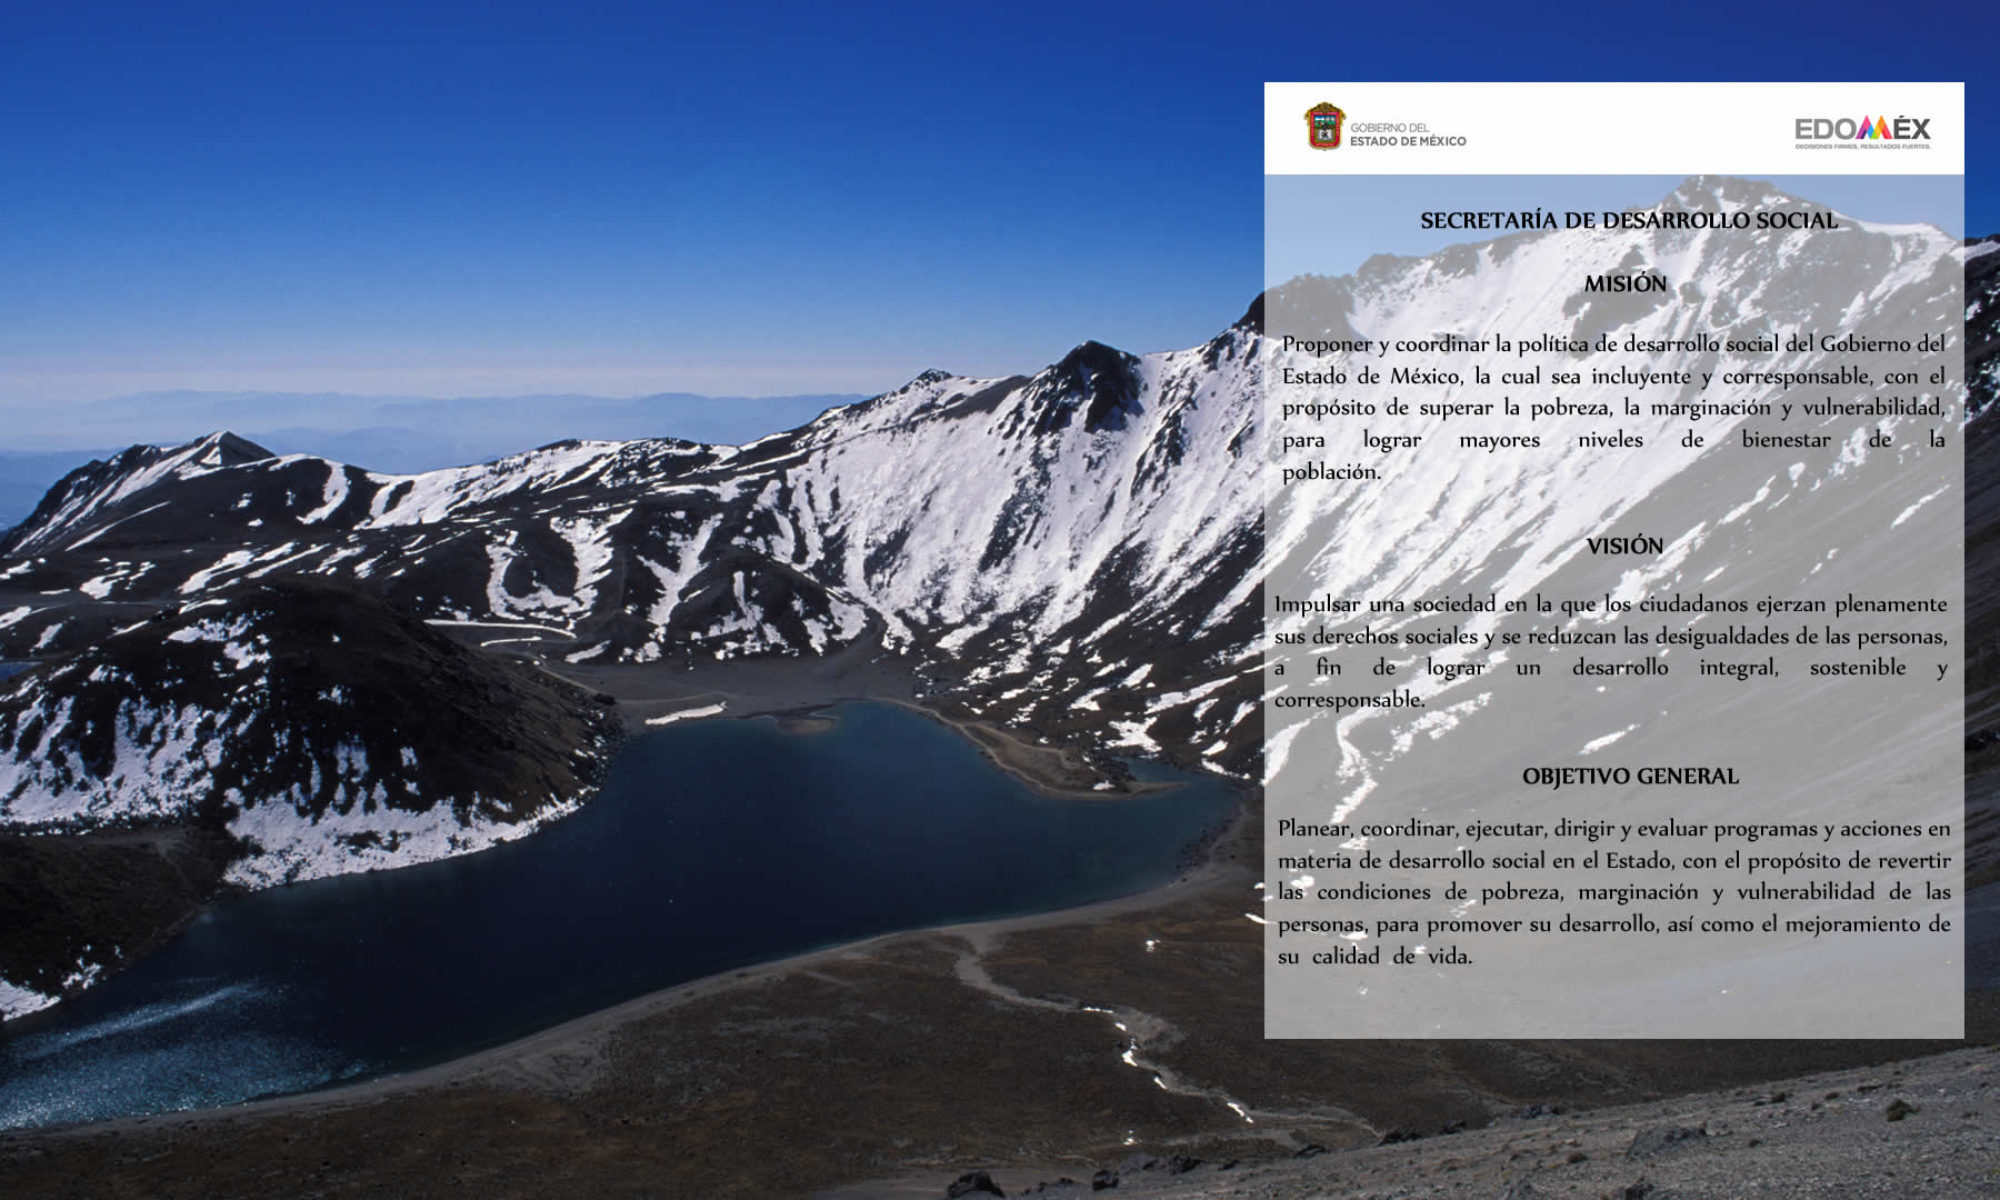 GOBIERNO DEL
ESTADO DE MÉXICO
EDOMÉX
DECISIONES FIRMES, RESULTADOS FUERTES.
SECRETARÍA DE DESARROLLO SOCIAL
MISIÓN
Proponer y coordinar la política de desarrollo social del Gobierno del
Estado de México, la cual sea incluyente y corresponsable, con el
propósito de superar la pobreza, la marginación y vulnerabilidad,
para lograr mayores niveles de bienestar de la
población.
VISIÓN
Impulsar una sociedad en la que los ciudadanos ejerzan plenamente
sus derechos sociales y se reduzcan las desigualdades de las personas,
a fin de lograr un desarrollo integral, sostenible y
corresponsable.
OBJETIVO GENERAL
Planear, coordinar, ejecutar, dirigir y evaluar programas y acciones en
materia de desarrollo social en el Estado, con el propósito de revertir
las condiciones de pobreza, marginación y vulnerabilidad de las
personas, para promover su desarrollo, así como el mejoramiento de
su calidad de vida.